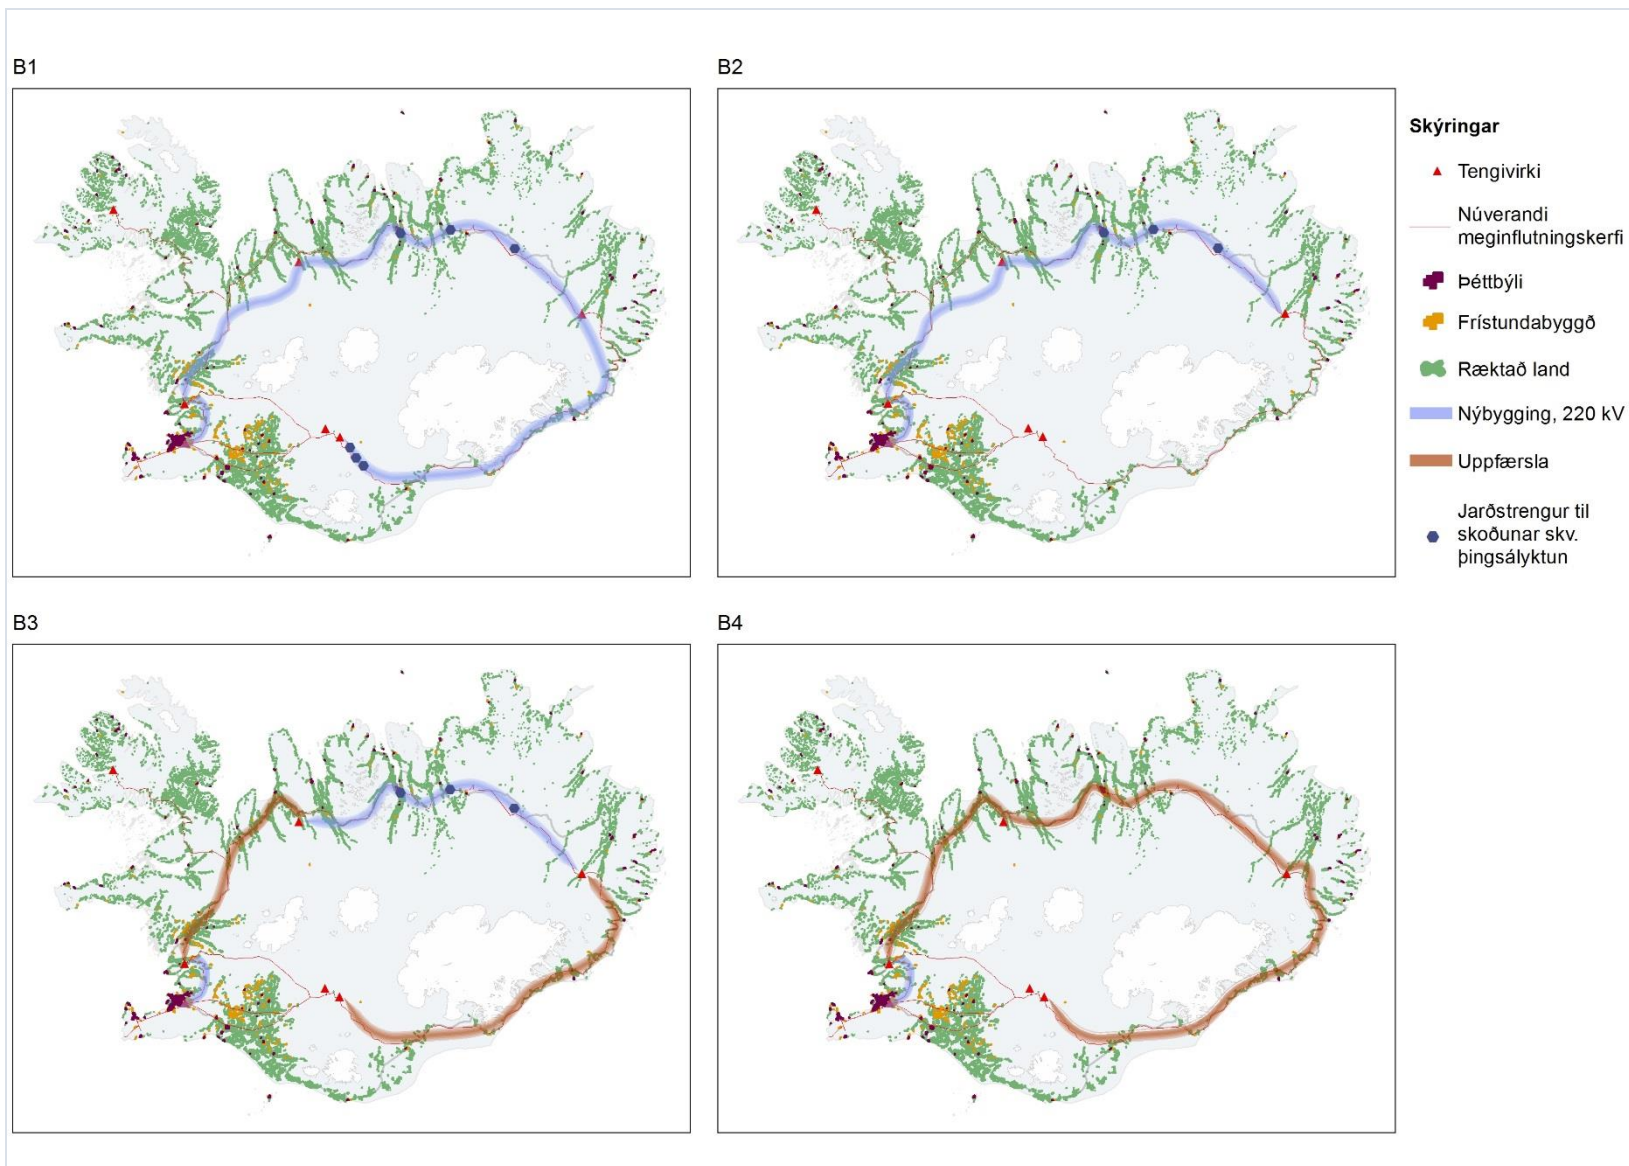 B1
B2
Skýringar
Tengivirki
Núverandi
meginflutningskerfi
Þéttbýli
Frístundabyggð
Ræktað land
Nýbygging, 220 kV
Uppfærsla
Jarðstrengur til
skoðunar skv.
þingsályktun
B3
B4